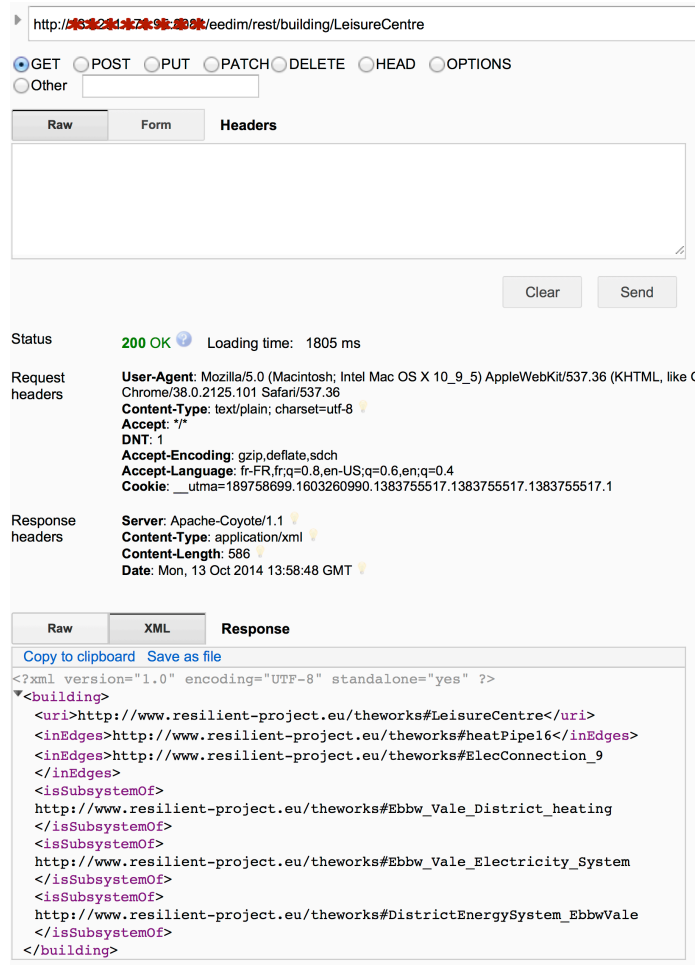 http:// /eedim/rest/building/LeisureCentre
GET POST PUT PATCH DELETE HEAD OPTIONS
Other
Raw Form Headers
Clear Send
Status 200 OK ? Loading time: 1805 ms
Request headers
User-Agent: Mozilla/5.0 (Macintosh; Intel Mac OS X 10_9_5) AppleWebKit/537.36 (KHTML, like
Chrome/38.0.2125.101 Safari/537.36
Content-Type: text/plain; charset=utf-8
Accept: */*
DNT: 1
Accept-Encoding: gzip,deflate,sdch
Accept-Language: fr-FR,fr;q=0.8,en-US;q=0.6,en;q=0.4
Cookie: __utma=189758699.1603260990.1383755517.1383755517.1383755517.1
Response headers
Server: Apache-Coyote/1.1
Content-Type: application/xml
Content-Length: 586
Date: Mon, 13 Oct 2014 13:58:48 GMT
Raw XML Response
Copy to clipboard Save as file
<?xml version="1.0" encoding="UTF-8" standalone="yes" ?>
<building>
<uri>http://www.resilient-project.eu/theworks#LeisureCentre</uri>
<inEdges>http://www.resilient-project.eu/theworks#heatPipe16</inEdges>
<inEdges>http://www.resilient-project.eu/theworks#ElecConnection_9
</inEdges>
<isSubsystemOf>
http://www.resilient-project.eu/theworks#Ebbw_Vale_District_heating
</isSubsystemOf>
<isSubsystemOf>
http://www.resilient-project.eu/theworks#Ebbw_Vale_Electricity_System
</isSubsystemOf>
<isSubsystemOf>
http://www.resilient-project.eu/theworks#DistrictEnergySystem_EbbwVale
</isSubsystemOf>
</building>